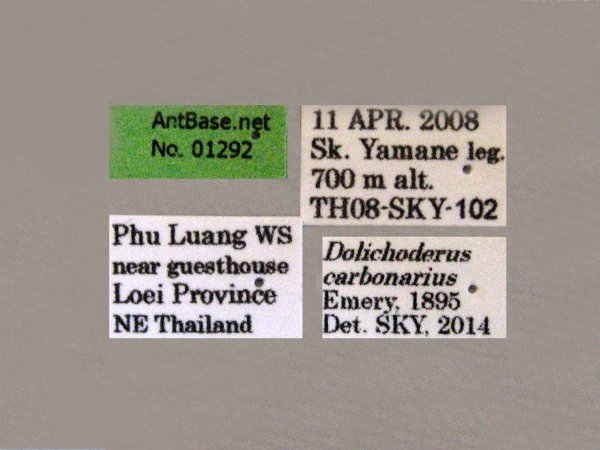 AntBase.net
No. 01292
11 APR. 2008
Sk. Yamane leg.
700 m alt.
TH08-SKY-102
Phu Luang WS
near guesthouse
Loei Province
NE Thailand
Dolichoderus
carbonarius
Emery, 1895
Det. SKY, 2014